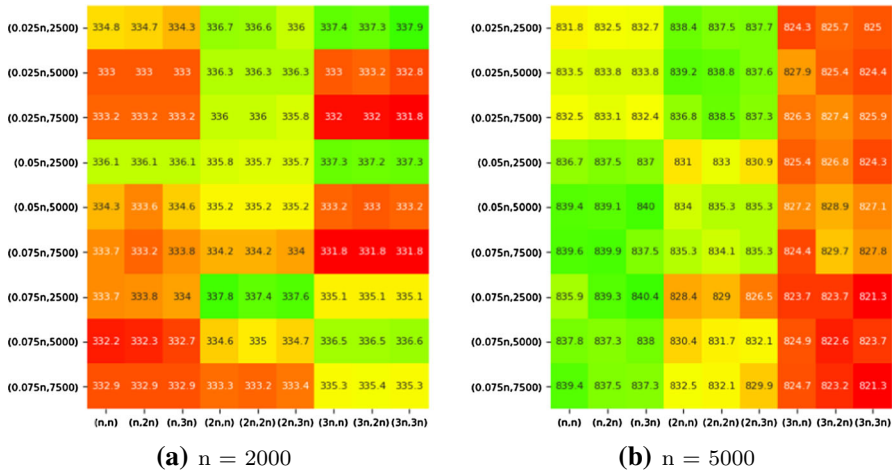 (0.025n,2500) 334.8 334.7 334.3 336.7 336.6 336 337.4 337.3 337.9
(0.025n,5000) 333 333 333 336.3 336.3 336.3 333 333.2 332.8
(0.025n,7500) 333.2 333.2 333.2 336 336 335.8 332 332 331.8
(0.05n,2500) 336.1 336.1 336.1 335.8 335.7 335.7 337.3 337.2 337.3
(0.05n,5000) 334.3 333.6 334.6 335.2 335.2 335.2 333.2 333 333.2
(0.075n,7500) 333.7 333.2 333.8 334.2 334.2 334 331.8 331.8 331.8
(0.075n,2500) 333.7 333.8 334 337.8 337.4 337.6 335.1 335.1 335.1
(0.075n,5000) 332.2 332.3 332.7 334.6 335 334.7 336.5 336.5 336.6
(0.075n,7500) 332.9 332.9 332.9 333.3 333.2 333.4 335.3 335.4 335.3
(n,n) (n,2n) (n,3n) (2n,n) (2n,2n) (2n,3n) (3n,n) (3n,2n) (3n,3n)
(a) n = 2000
(0.025n,2500) 831.8 832.5 832.7 838.4 837.5 837.7 824.3 825.7 825
(0.025n,5000) 833.5 833.8 833.8 839.2 838.8 837.6 827.9 825.4 824.4
(0.025n,7500) 832.5 833.1 832.4 836.8 838.5 837.3 826.3 827.4 825.9
(0.05n,2500) 836.7 837.5 837 831 833 830.9 825.4 826.8 824.3
(0.05n,5000) 839.4 839.1 840 834 835.3 835.3 827.2 828.9 827.1
(0.075n,7500) 839.6 839.9 837.5 835.3 834.1 835.3 824.4 829.7 827.8
(0.075n,2500) 835.9 839.3 840.4 828.4 829 826.5 823.7 823.7 821.3
(0.075n,5000) 837.8 837.3 838 830.4 831.7 832.1 824.9 822.6 823.7
(0.075n,7500) 839.4 837.5 837.3 832.5 832.1 829.9 824.7 823.2 821.3
(n,n) (n,2n) (n,3n) (2n,n) (2n,2n) (2n,3n) (3n,n) (3n,2n) (3n,3n)
(b) n = 5000